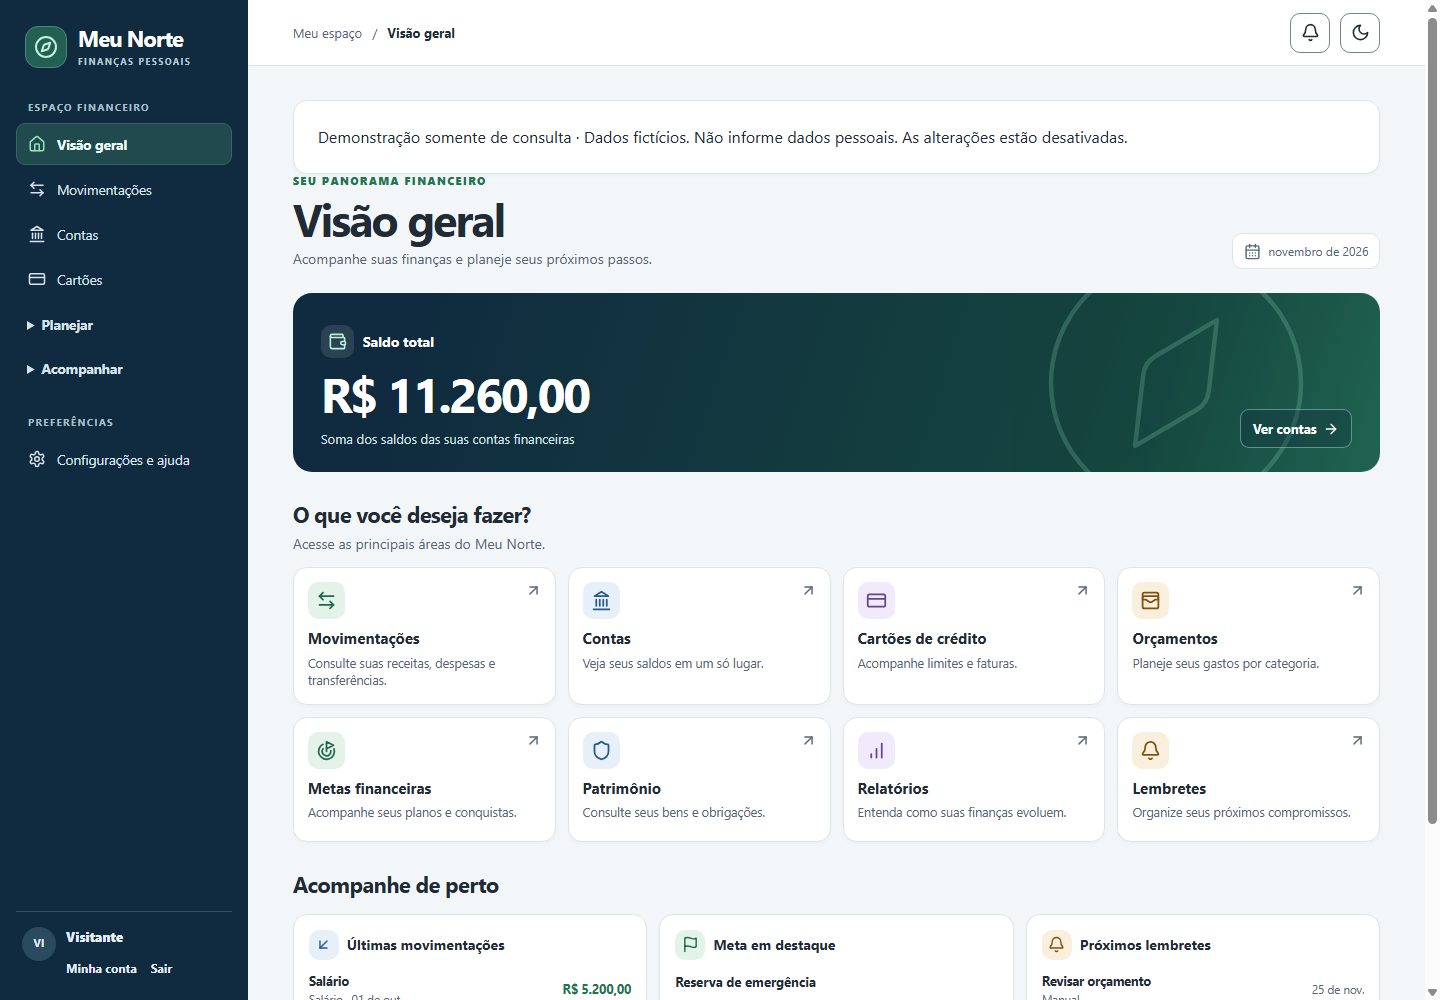 Meu Norte
FINANÇAS PESSOAIS
ESPAÇO FINANCEIRO
Visão geral
Movimentações
Contas
Cartões
Planejar
Acompanhar
PREFERÊNCIAS
Configurações e ajuda
VI
Visitante
Minha conta Sair
Meu espaço / Visão geral
Demonstração somente de consulta · Dados fictícios. Não informe dados pessoais. As alterações estão desativadas.
SEU PANORAMA FINANCEIRO
Visão geral
Acompanhe suas finanças e planeje seus próximos passos.
novembro de 2026
Saldo total
R$ 11.260,00
Soma dos saldos das suas contas financeiras
Ver contas
O que você deseja fazer?
Acesse as principais áreas do Meu Norte.
Movimentações
Consulte suas receitas, despesas e
transferências.
Contas
Veja seus saldos em um só lugar.
Cartões de crédito
Acompanhe limites e faturas.
Orçamentos
Planeje seus gastos por categoria.
Metas financeiras
Acompanhe seus planos e conquistas.
Patrimônio
Consulte seus bens e obrigações.
Relatórios
Entenda como suas finanças evoluem.
Lembretes
Organize seus próximos compromissos.
Acompanhe de perto
Últimas movimentações
Salário
Salário · 01 de out.
R$ 5.200,00
Meta em destaque
Reserva de emergência
Próximos lembretes
Revisar orçamento
Manual
25 de nov.